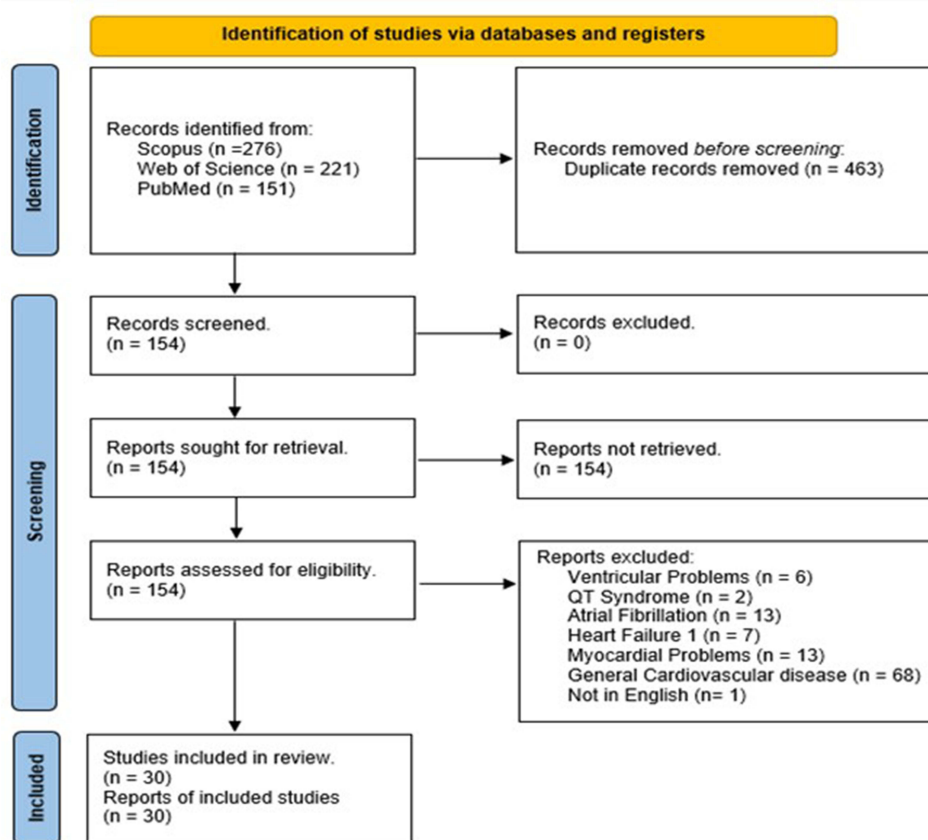 Identification of studies via databases and registers
Identification
Records identified from:
Scopus (n =276)
Web of Science (n = 221)
PubMed (n = 151)
Records removed before screening:
Duplicate records removed (n = 463)
Screening
Records screened.
(n = 154)
Records excluded.
(n = 0)
Reports sought for retrieval.
(n = 154)
Reports not retrieved.
(n = 154)
Reports assessed for eligibility.
(n = 154)
Reports excluded:
Ventricular Problems (n = 6)
QT Syndrome (n = 2)
Atrial Fibrillation (n = 13)
Heart Failure 1 (n = 7)
Myocardial Problems (n = 13)
General Cardiovascular disease (n = 68)
Not in English (n= 1)
Included
Studies included in review.
(n = 30)
Reports of included studies
(n = 30)